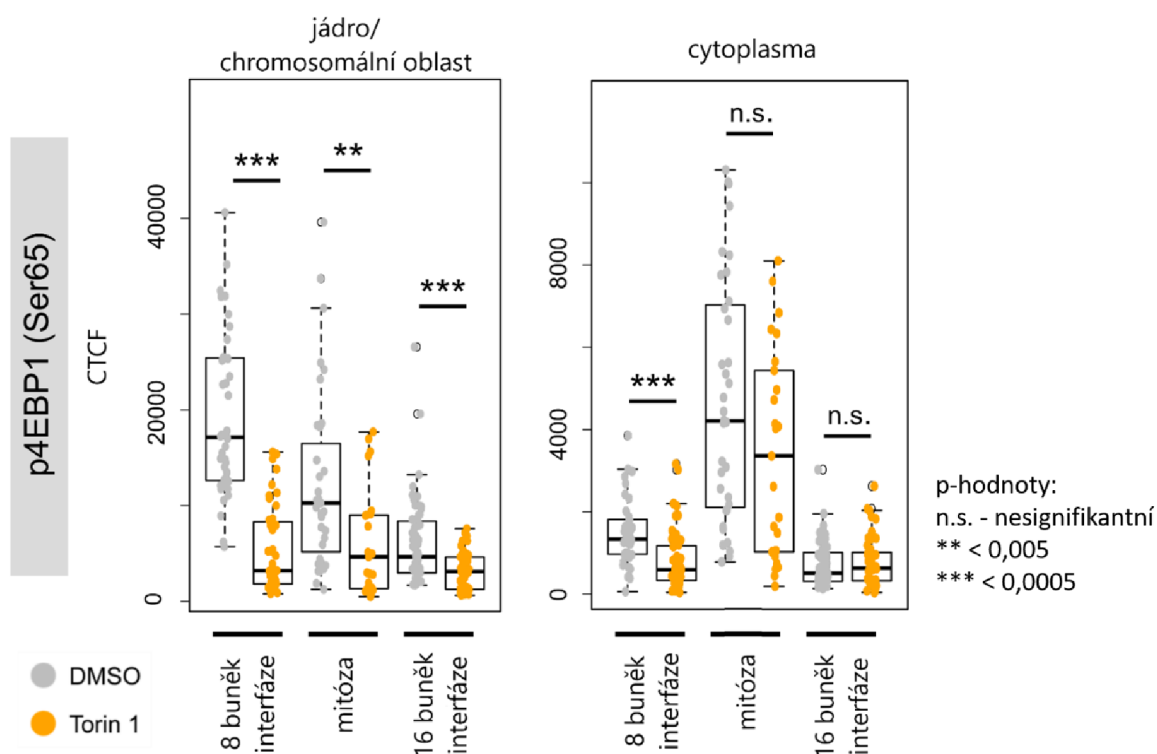 jádro/
chromosomální oblast
cytoplasma
p4EBP1 (Ser65)
CTCF
40000
20000
0
***
**
***
8 buněk
interfáze
mitóza
16 buněk
interfáze
8000
4000
0
***
n.s.
n.s.
8 buněk
interfáze
mitóza
16 buněk
interfáze
p-hodnoty:
n.s. - nesignifikantní
** < 0,005
*** < 0,0005
DMSO
Torin 1